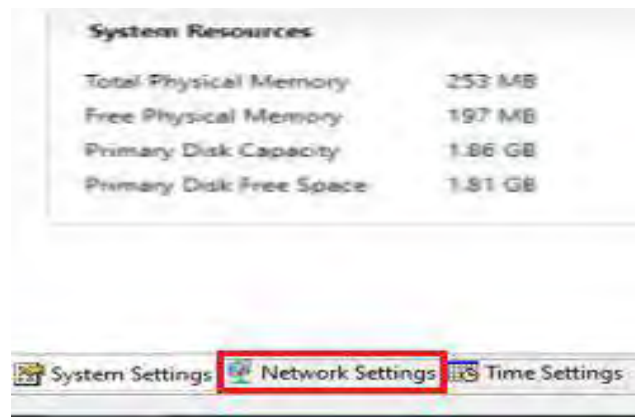 System Resources
Total Physical Memory 253 MB
Free Physical Memory 197 MB
Primary Disk Capacity 1.86 GB
Primary Disk Free Space 1.81 GB
System Settings Network Settings Time Settings